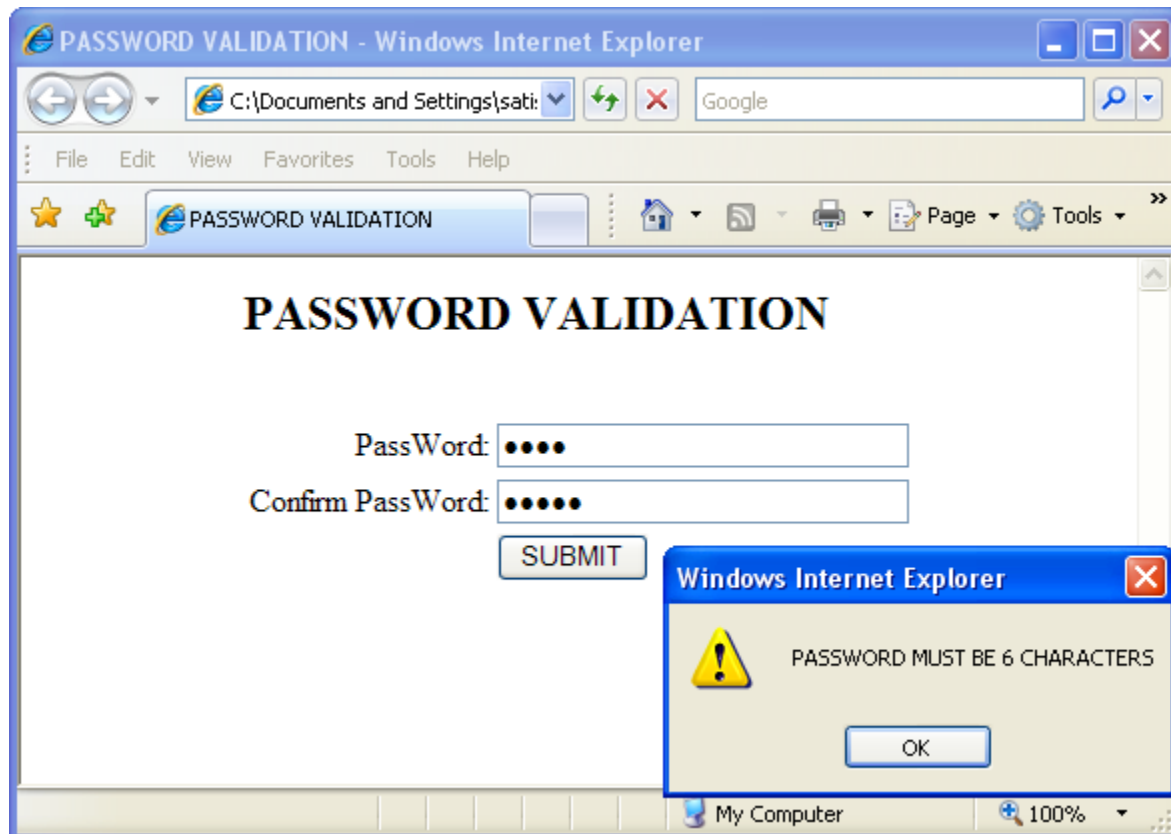 PASSWORD VALIDATION - Windows Internet Explorer
C:\Documents and Settings\sati:
Google
File Edit View Favorites Tools Help
PASSWORD VALIDATION
Page Tools »
PASSWORD VALIDATION
PassWord: ●●●●
Confirm PassWord: ●●●●●
SUBMIT
Windows Internet Explorer
PASSWORD MUST BE 6 CHARACTERS
OK
My Computer 100%